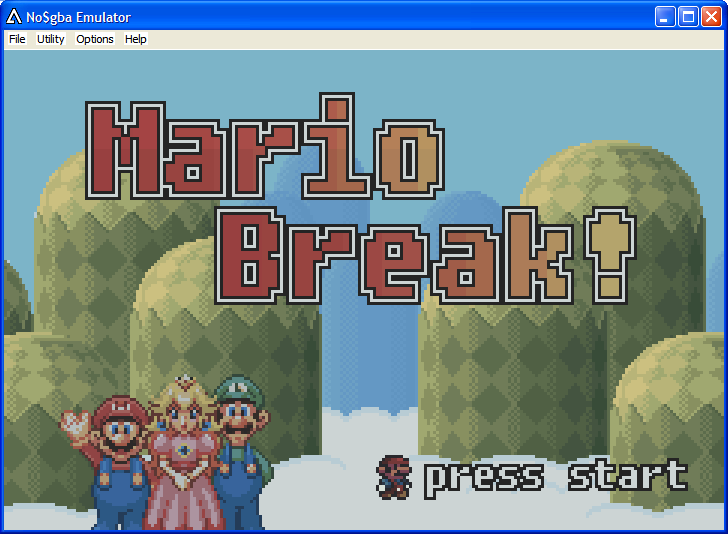 No$gba Emulator
File Utility Options Help
Mario
Break!
press start